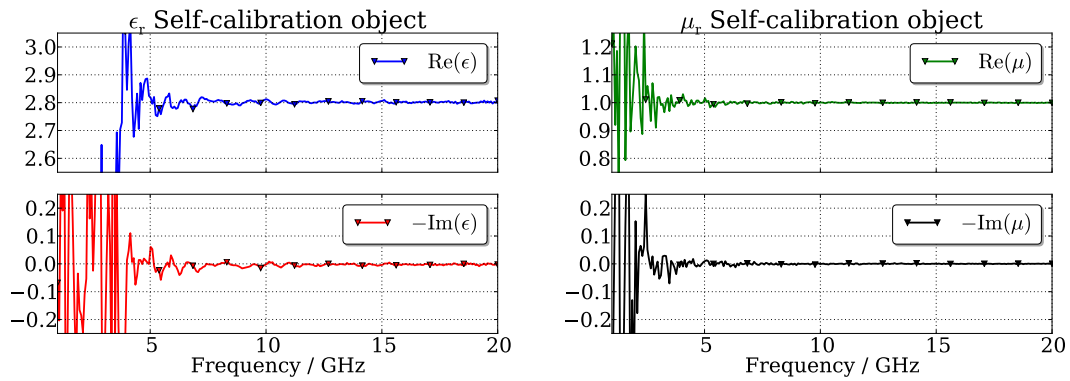 ϵr Self-calibration object
3.0
2.9
2.8
2.7
2.6
Re(ϵ)
0.2
0.1
0.0
−0.1
−0.2
−Im(ϵ)
5 10 15 20
Frequency / GHz
μr Self-calibration object
1.2
1.1
1.0
0.9
0.8
Re(μ)
0.2
0.1
0.0
−0.1
−0.2
−Im(μ)
5 10 15 20
Frequency / GHz